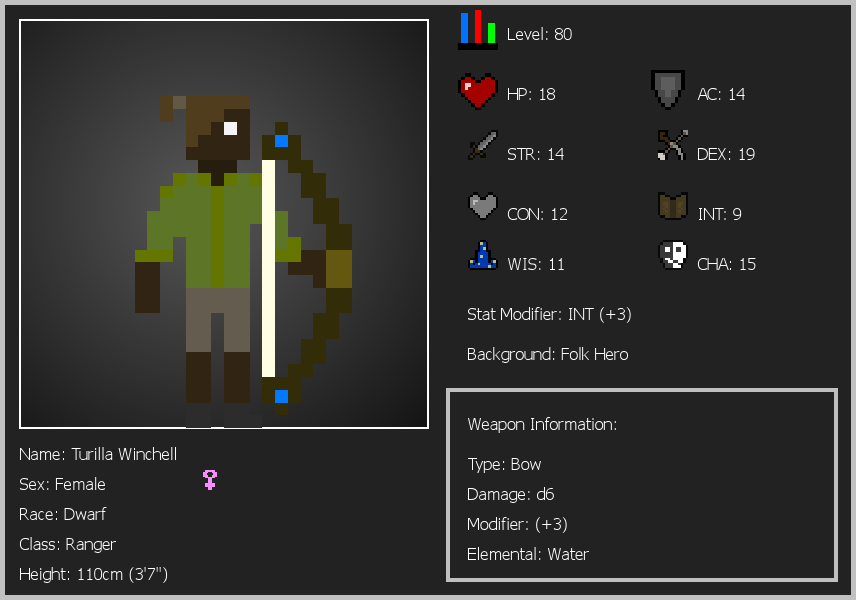 Level: 80
HP: 18
AC: 14
STR: 14
DEX: 19
CON: 12
INT: 9
WIS: 11
CHA: 15
Stat Modifier: INT (+3)
Background: Folk Hero
Weapon Information:
Type: Bow
Damage: d6
Modifier: (+3)
Elemental: Water
Name: Turilla Winchell
Sex: Female
Race: Dwarf
Class: Ranger
Height: 110cm (3'7")